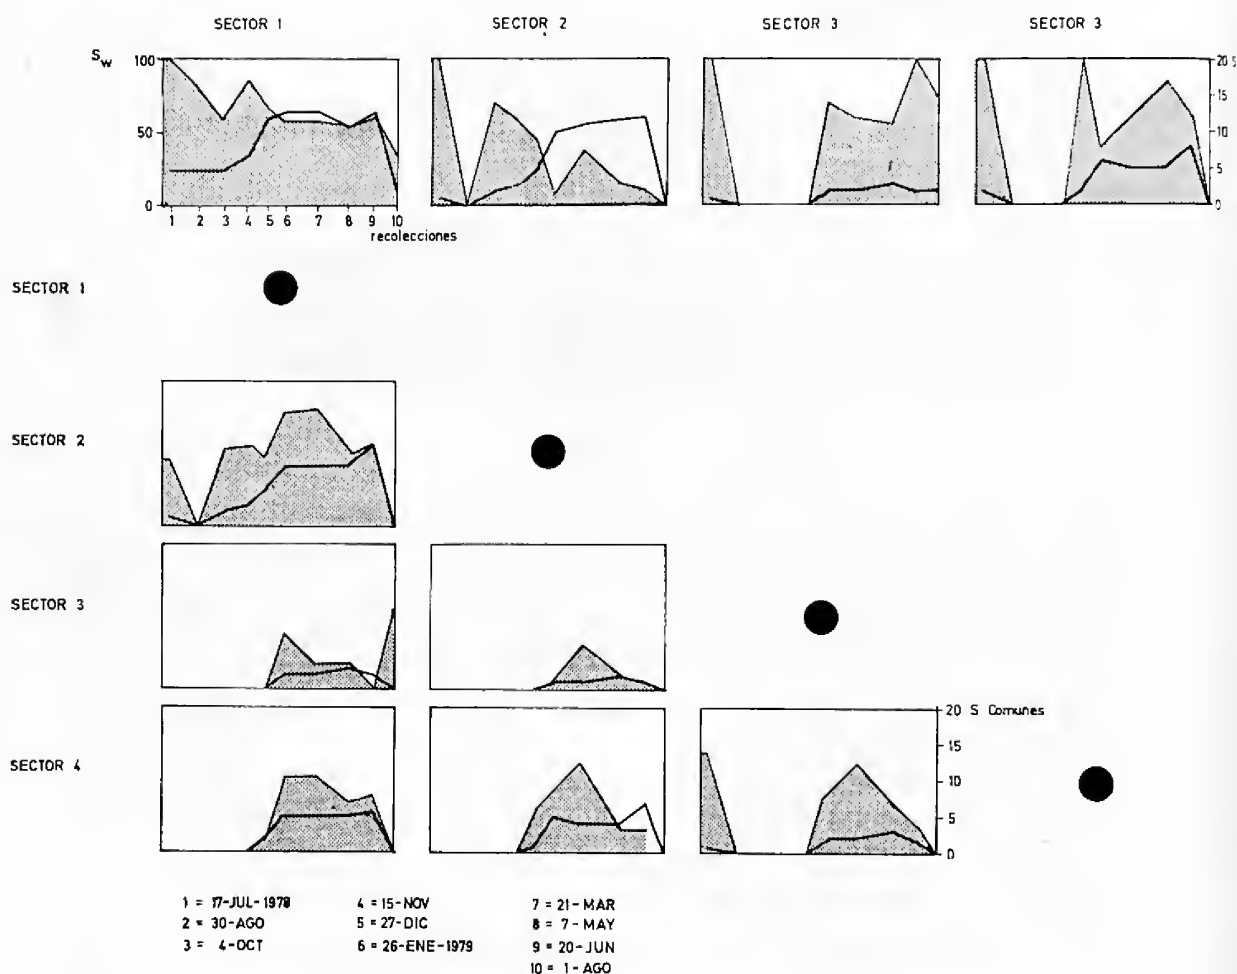 SECTOR 1 SECTOR 2 SECTOR 3 SECTOR 3
Sw 100 50 0
20 S 15 10 5 0
1 2 3 4 5 6 7 8 9 10
recolecciones
SECTOR 1
SECTOR 2
SECTOR 3
SECTOR 4
20 S Comunes
15
10
5
0
1 = 17-JUL-1978 4 = 15-NOV 7 = 21-MAR
2 = 30-AGO 5 = 27-DIC 8 = 7-MAY
3 = 4-OCT 6 = 26-ENE-1979 9 = 20-JUN
10 = 1-AGO